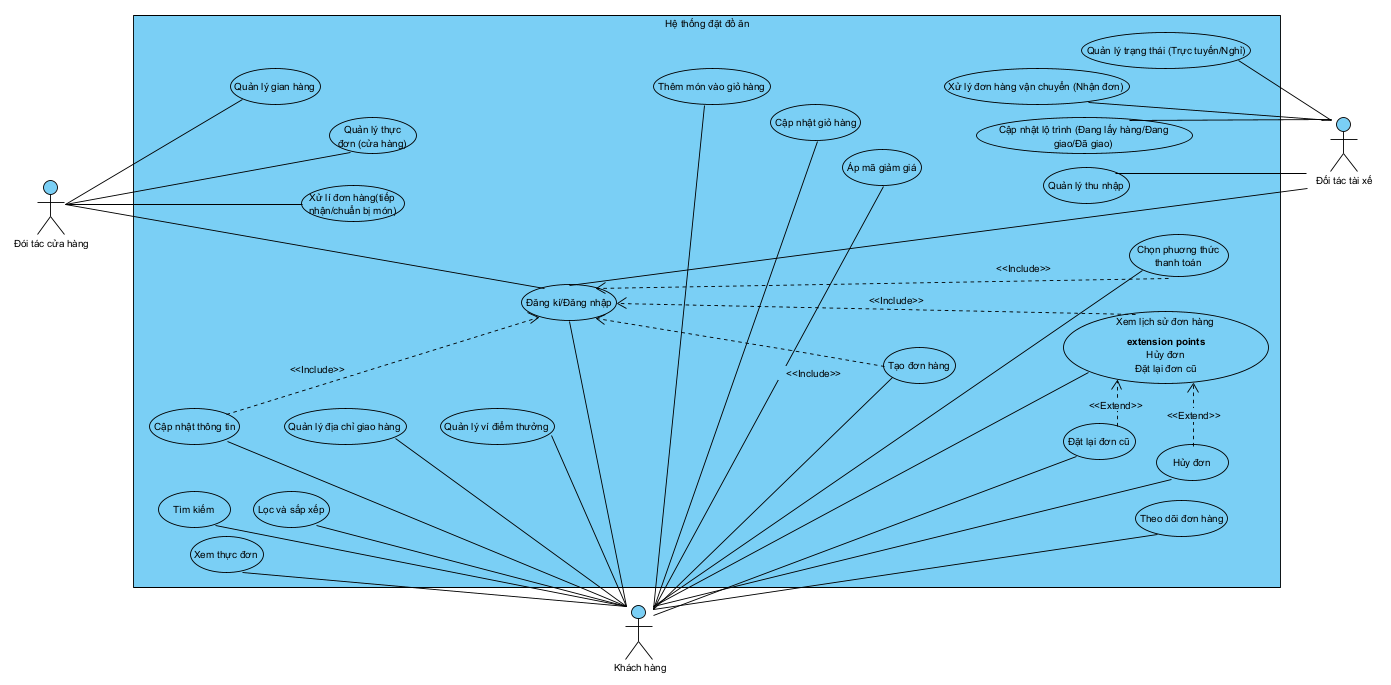 Hệ thống đặt đồ ăn
Quản lý trạng thái (Trực tuyến/Nghỉ)
Quản lý gian hàng
Thêm món vào giỏ hàng
Xử lý đơn hàng vận chuyển (Nhận đơn)
Cập nhật giỏ hàng
Quản lý thực
đơn (cửa hàng)
Cập nhật lộ trình (Đang lấy hàng/Đang
giao/Đã giao)
Áp mã giảm giá
Đối tác tài xế
Quản lý thu nhập
Xử lí đơn hàng(tiếp
nhận/chuẩn bị món)
Đói tác cửa hàng
Chọn phương thức
thanh toán
<<Include>>
Đăng kí/Đăng nhập
<<Include>>
Xem lịch sử đơn hàng
extension points
Hủy đơn
Đặt lại đơn cũ
<<Include>>
<<Include>>
Tạo đơn hàng
<<Extend>>
<<Extend>>
Cập nhật thông tin
Quản lý địa chỉ giao hàng
Quản lý ví điểm thưởng
Đặt lại đơn cũ
Hủy đơn
Tìm kiếm
Lọc và sắp xếp
Theo dõi đơn hàng
Xem thực đơn
Khách hàng